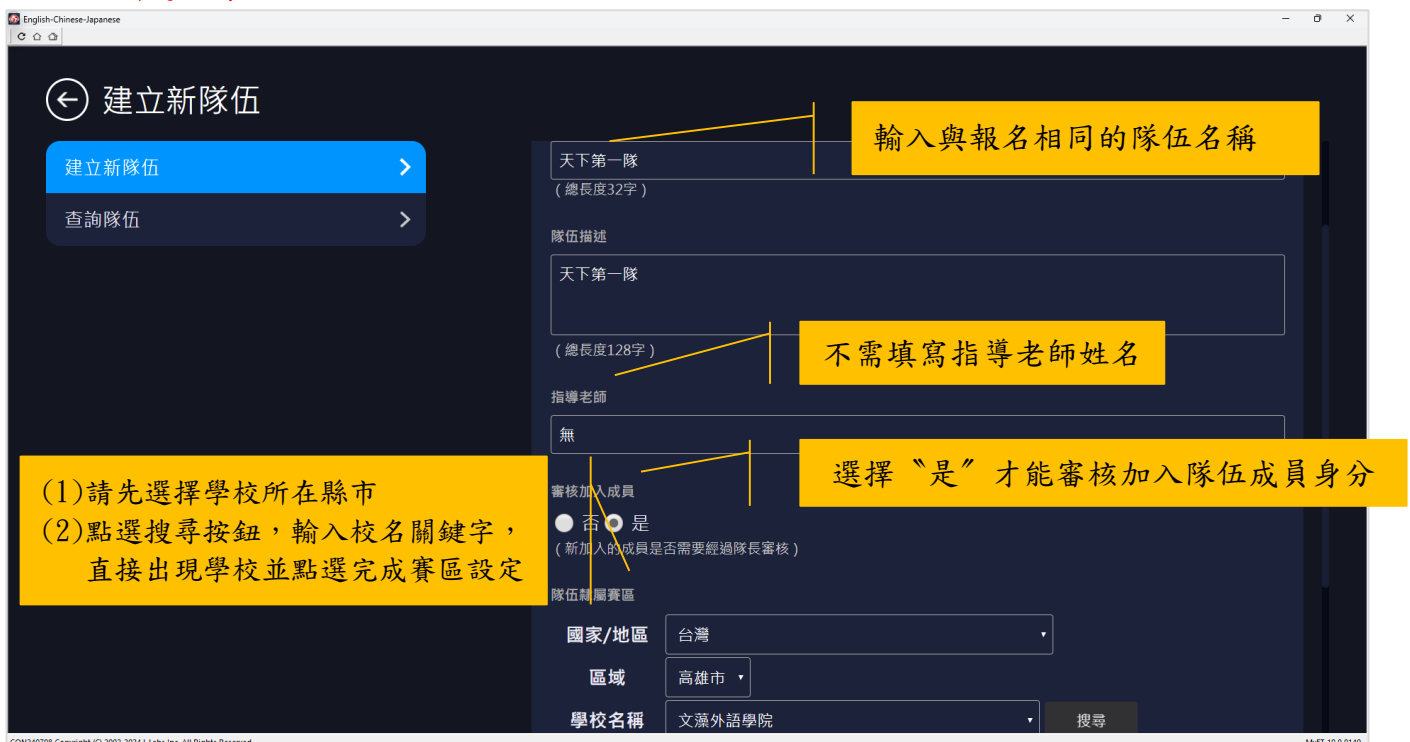 English-Chinese-Japanese
建立新隊伍
建立新隊伍
查詢隊伍
輸入與報名相同的隊伍名稱
天下第一隊
(總長度32字)
隊伍描述
天下第一隊
(總長度128字)
不需填寫指導老師姓名
指導老師
無
選擇〝是〞才能審核加入隊伍成員身分
審核加入成員
否 是
(新加入的成員是否需要經過隊長審核)
(1)請先選擇學校所在縣市
(2)點選搜尋按鈕，輸入校名關鍵字，
直接出現學校並點選完成賽區設定
隊伍隸屬賽區
國家/地區 台灣
區域 高雄市
學校名稱 文藻外語學院 搜尋